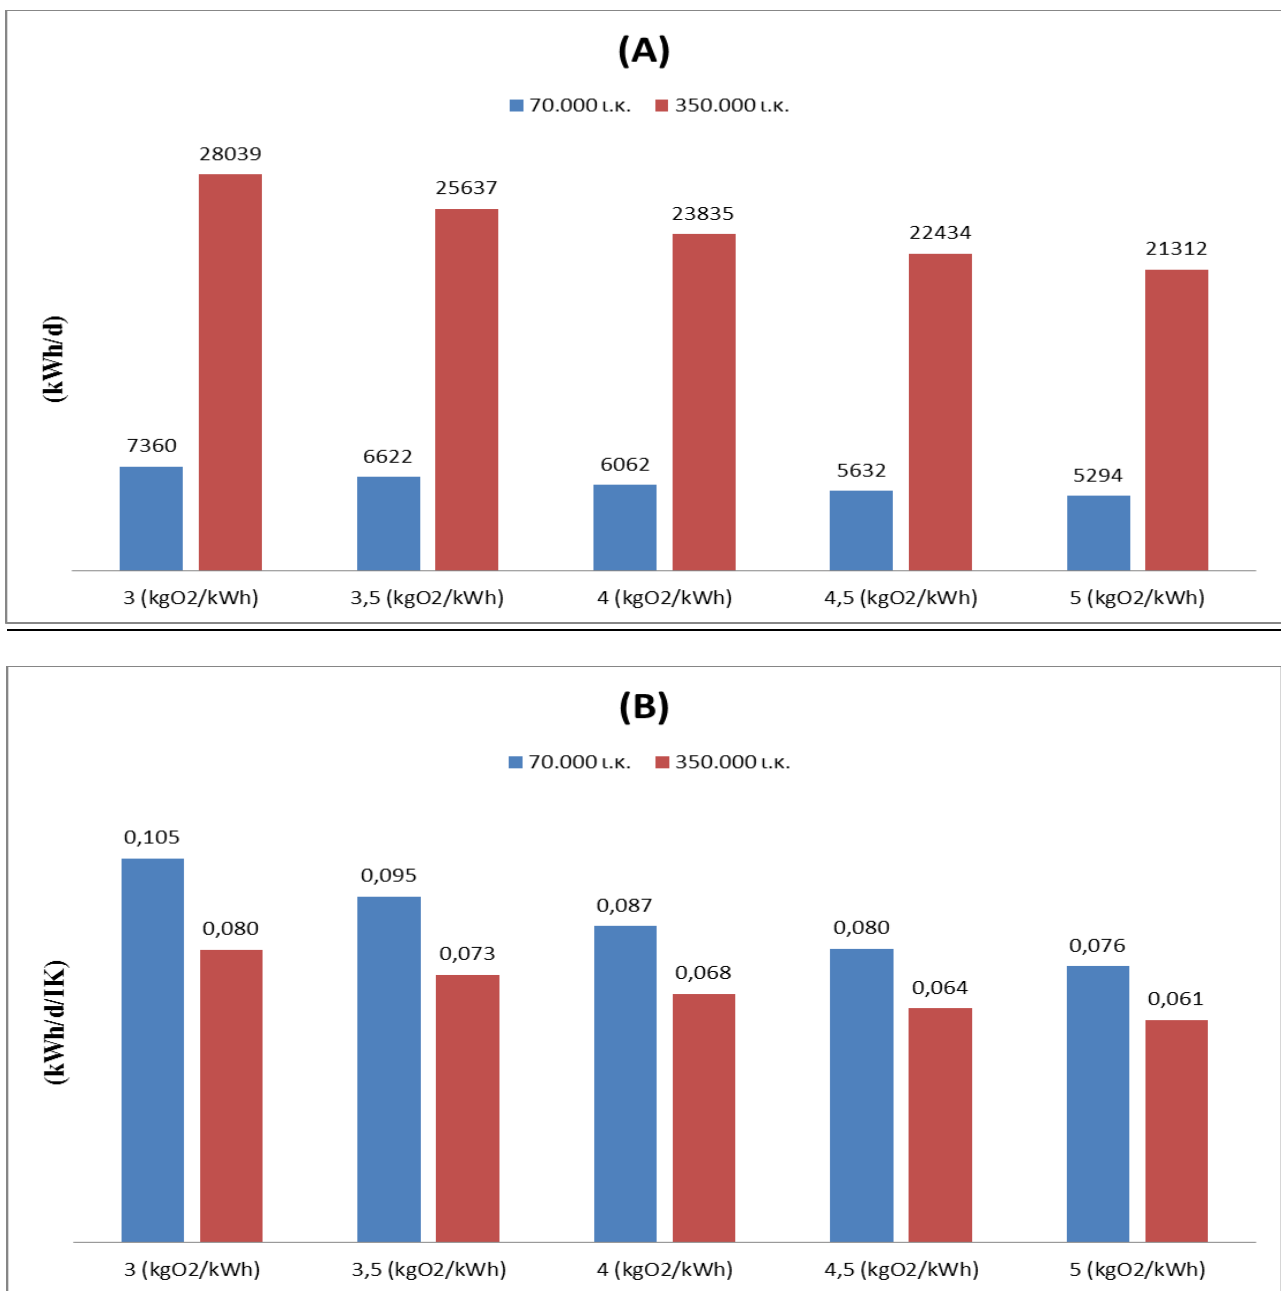 (A)
70.000 ι.κ. 350.000 ι.κ.
28039
25637
23835
22434
21312
7360
6622
6062
5632
5294
(kWh/d)
3 (kgO2/kWh) 3,5 (kgO2/kWh) 4 (kgO2/kWh) 4,5 (kgO2/kWh) 5 (kgO2/kWh)
(B)
70.000 ι.κ. 350.000 ι.κ.
0,105
0,095
0,087
0,080
0,076
0,080
0,073
0,068
0,064
0,061
(kWh/d/IK)
3 (kgO2/kWh) 3,5 (kgO2/kWh) 4 (kgO2/kWh) 4,5 (kgO2/kWh) 5 (kgO2/kWh)